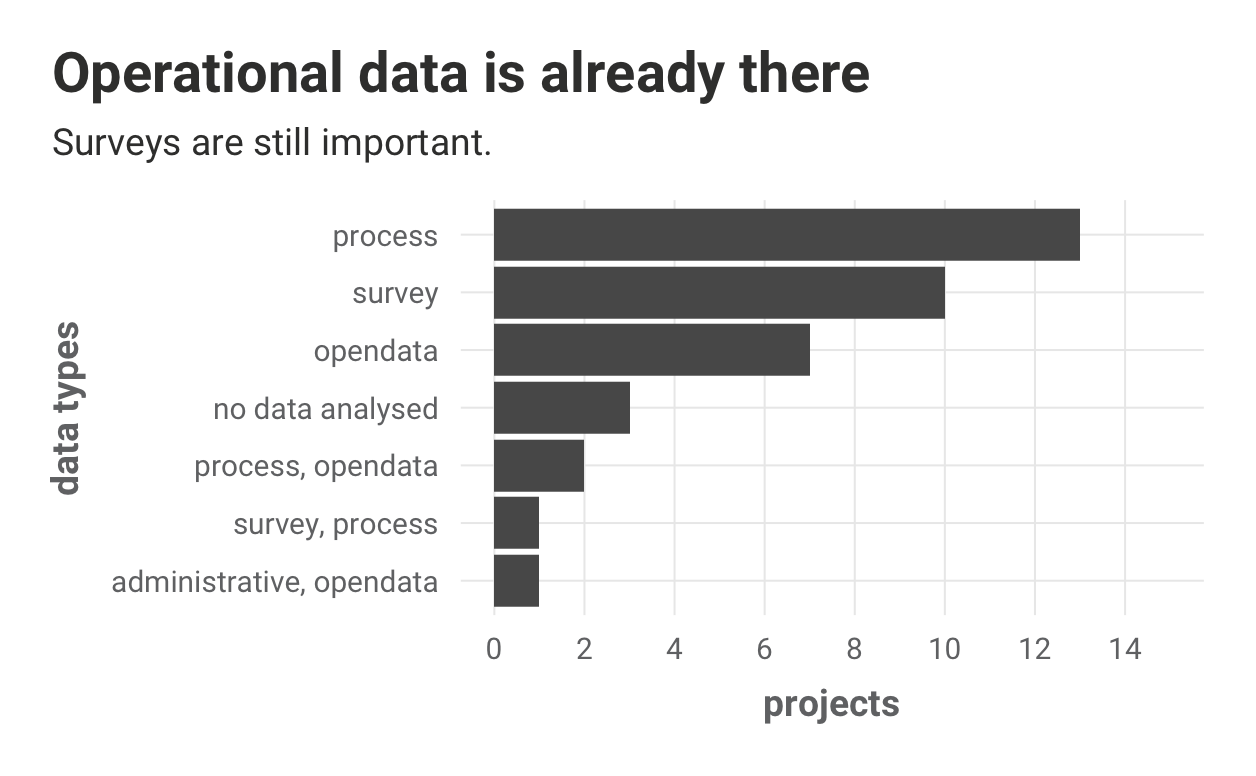 Operational data is already there
Surveys are still important.
data types
process
survey
opendata
no data analysed
process, opendata
survey, process
administrative, opendata
0 2 4 6 8 10 12 14
projects